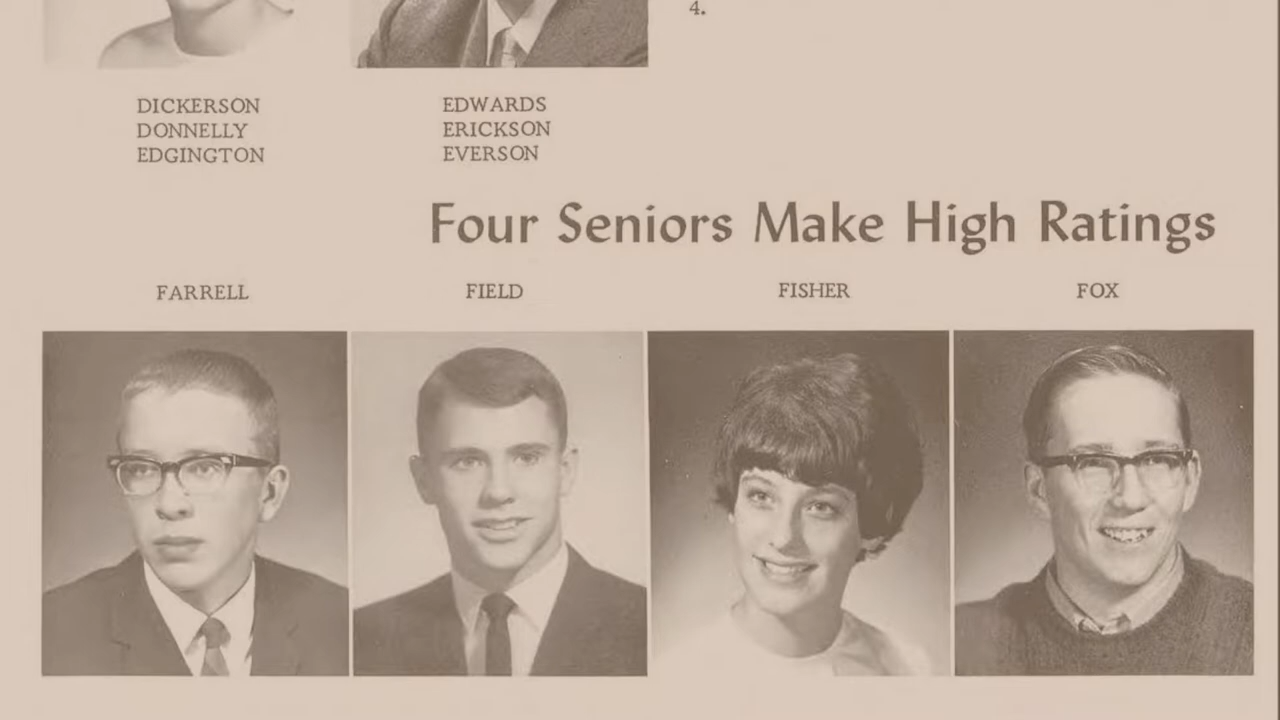 4.
DICKERSON
DONNELLY
EDGINGTON
EDWARDS
ERICKSON
EVERSON
Four Seniors Make High Ratings
FARRELL
FIELD
FISHER
FOX